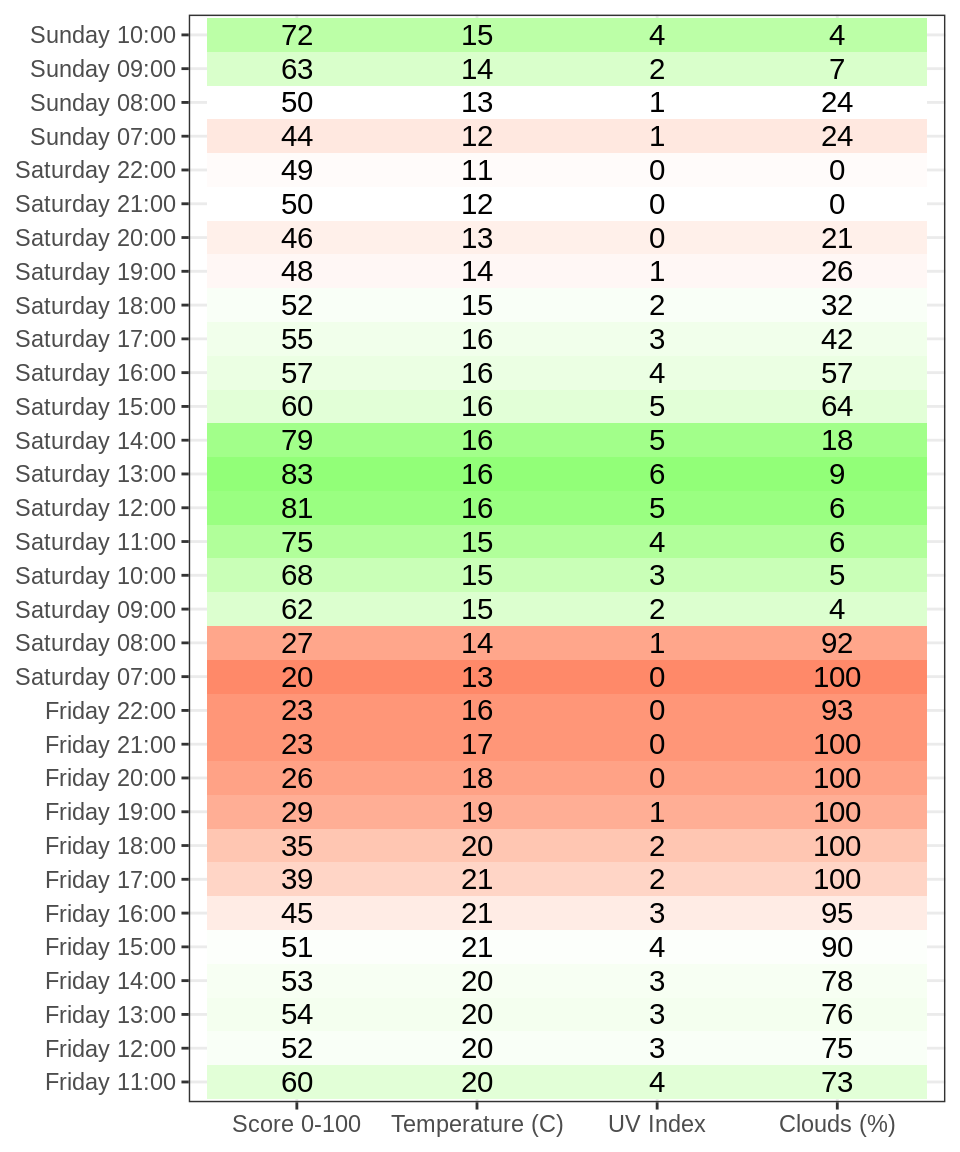 Sunday 10:00 72 15 4 4
Sunday 09:00 63 14 2 7
Sunday 08:00 50 13 1 24
Sunday 07:00 44 12 1 24
Saturday 22:00 49 11 0 0
Saturday 21:00 50 12 0 0
Saturday 20:00 46 13 0 21
Saturday 19:00 48 14 1 26
Saturday 18:00 52 15 2 32
Saturday 17:00 55 16 3 42
Saturday 16:00 57 16 4 57
Saturday 15:00 60 16 5 64
Saturday 14:00 79 16 5 18
Saturday 13:00 83 16 6 9
Saturday 12:00 81 16 5 6
Saturday 11:00 75 15 4 6
Saturday 10:00 68 15 3 5
Saturday 09:00 62 15 2 4
Saturday 08:00 27 14 1 92
Saturday 07:00 20 13 0 100
Friday 22:00 23 16 0 93
Friday 21:00 23 17 0 100
Friday 20:00 26 18 0 100
Friday 19:00 29 19 1 100
Friday 18:00 35 20 2 100
Friday 17:00 39 21 2 100
Friday 16:00 45 21 3 95
Friday 15:00 51 21 4 90
Friday 14:00 53 20 3 78
Friday 13:00 54 20 3 76
Friday 12:00 52 20 3 75
Friday 11:00 60 20 4 73
Score 0-100 Temperature (C) UV Index Clouds (%)